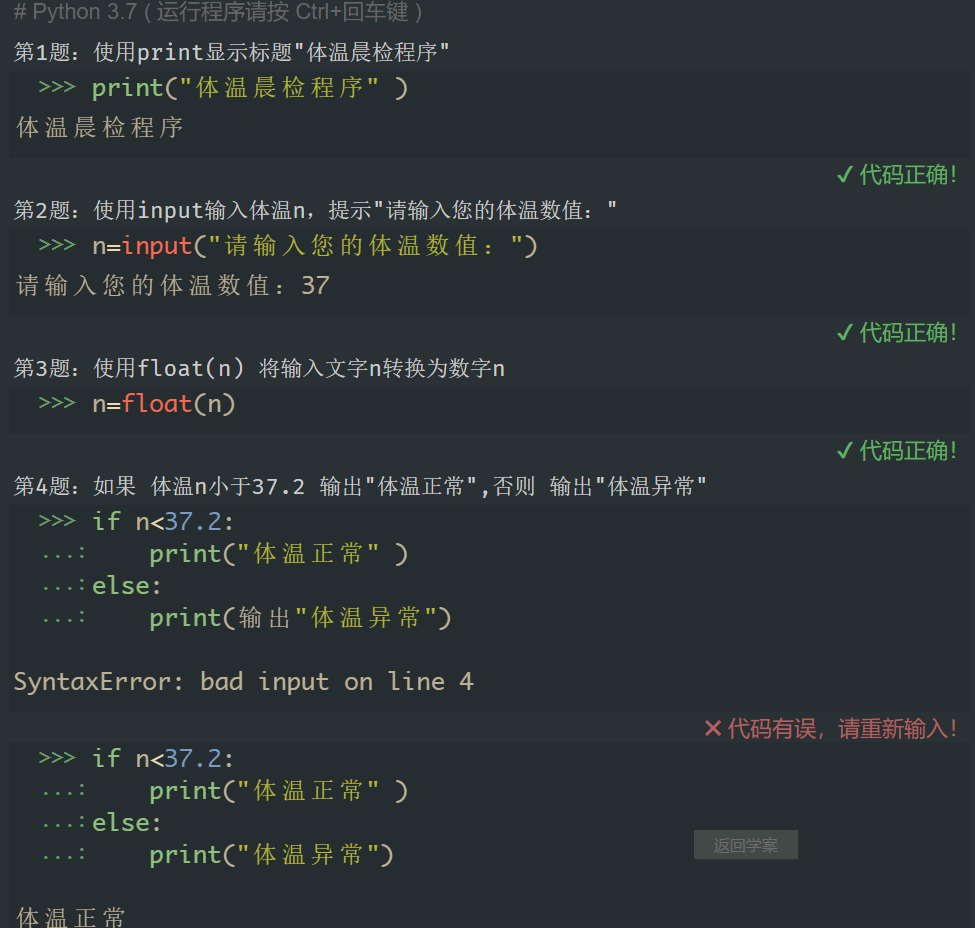 # Python 3.7 ( 运行程序请按 Ctrl+回车键 )
第1题: 使用print显示标题"体温晨检程序"
>>> print("体温晨检程序" )
体温晨检程序
✓ 代码正确!
第2题: 使用input输入体温n，提示"请输入您的体温数值: "
>>> n=input("请输入您的体温数值: ")
请输入您的体温数值: 37
✓ 代码正确!
第3题: 使用float(n) 将输入文字n转换为数字n
>>> n=float(n)
✓ 代码正确!
第4题: 如果 体温n小于37.2 输出"体温正常",否则 输出"体温异常"
>>> if n<37.2:
...:    print("体温正常" )
...:else:
...:    print(输出"体温异常")
SyntaxError: bad input on line 4
✕ 代码有误，请重新输入!
>>> if n<37.2:
...:    print("体温正常" )
...:else:
...:    print("体温异常")
返回学案
体温正常